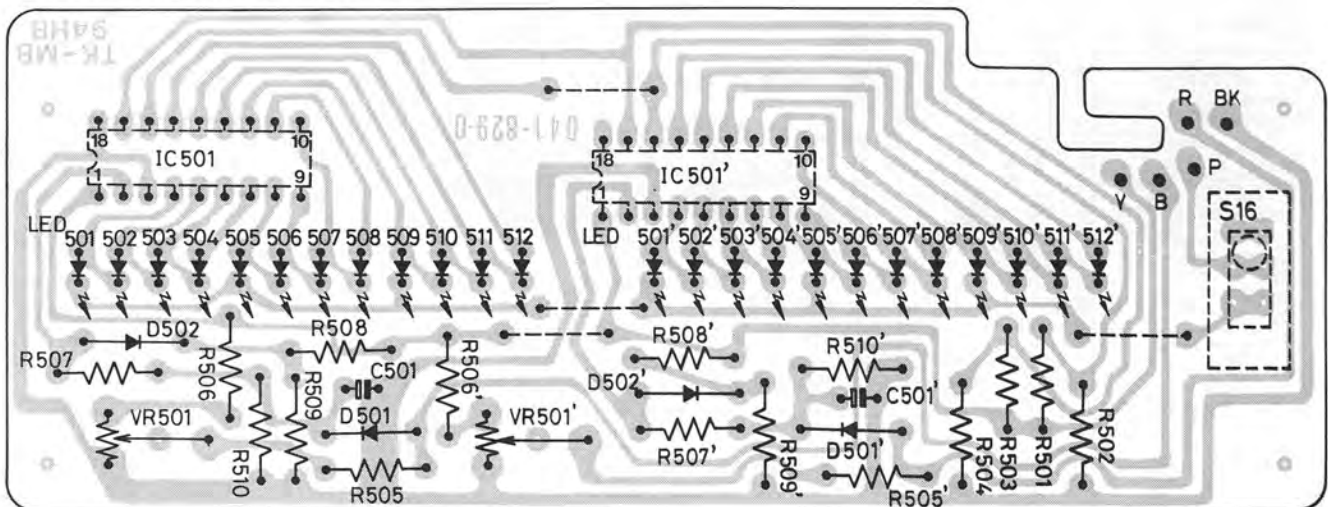 94HB
TK-MB
041-829-0
18
10
IC501
1
9
18
10
IC501'
1
9
R
BK
P
Y
B
S16
LED
501 502 503 504 505 506 507 508 509 510 511 512
LED
501' 502' 503' 504' 505' 506' 507' 508' 509' 510' 511' 512'
D502
R507
R506
R508
C501
R506'
R509
D501
VR501
R510
R505
VR501'
R508'
D502'
R507'
R509'
R510'
C501'
D501'
R505'
R504
R503
R501
R502